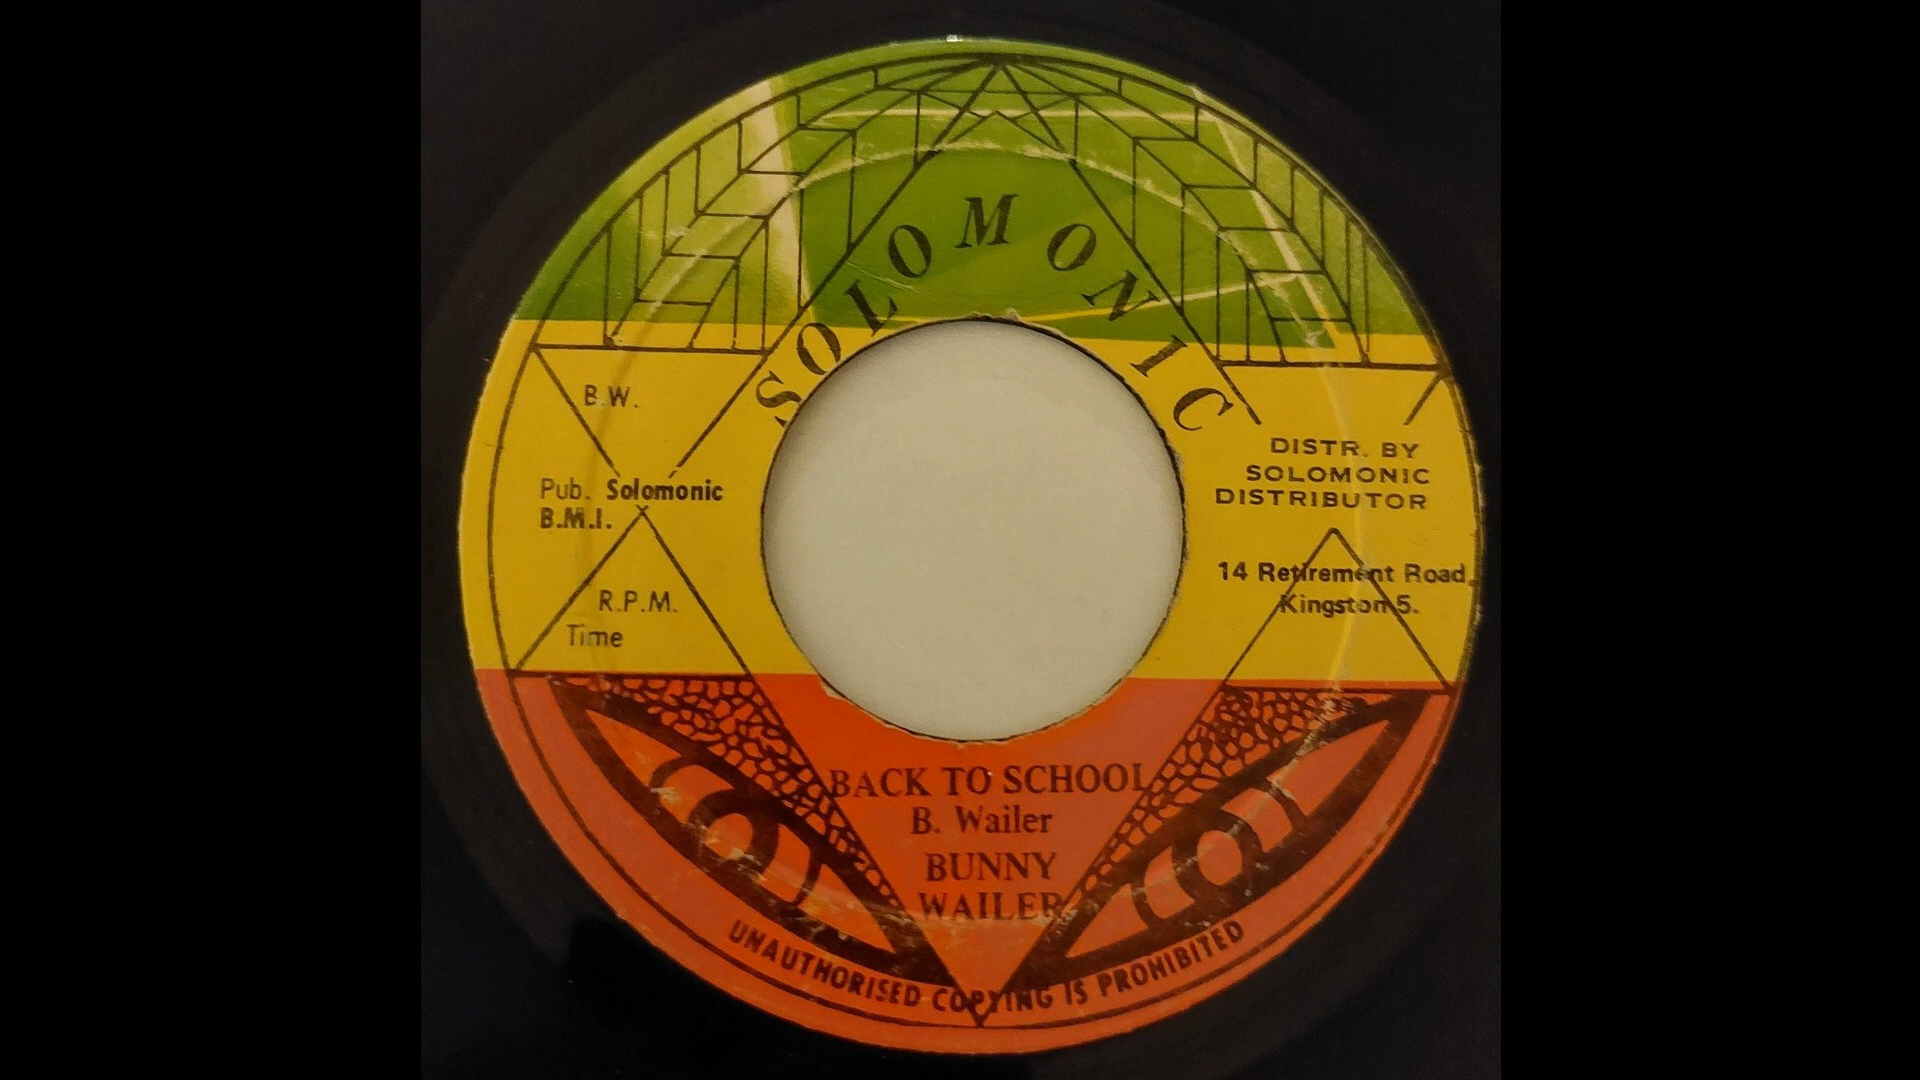 SOLOMONIC
B.W.
Pub. Solomonic
B.M.I.
R.P.M.
Time
DISTR. BY
SOLOMONIC
DISTRIBUTOR
14 Retirement Road,
Kingston 5.
BACK TO SCHOOL
B. Wailer
BUNNY
WAILER
UNAUTHORISED COPYING IS PROHIBITED